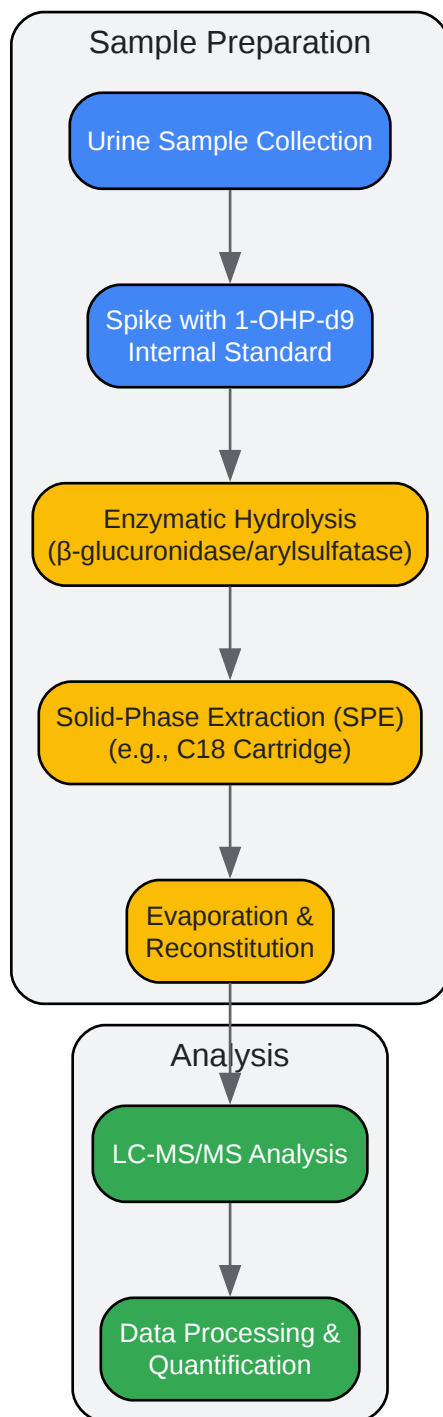 Sample Preparation
Urine Sample Collection
Spike with 1-OHP-d9
Internal Standard
Enzymatic Hydrolysis
(β-glucuronidase/arylsulfatase)
Solid-Phase Extraction (SPE)
(e.g., C18 Cartridge)
Evaporation &
Reconstitution
Analysis
LC-MS/MS Analysis
Data Processing &
Quantification